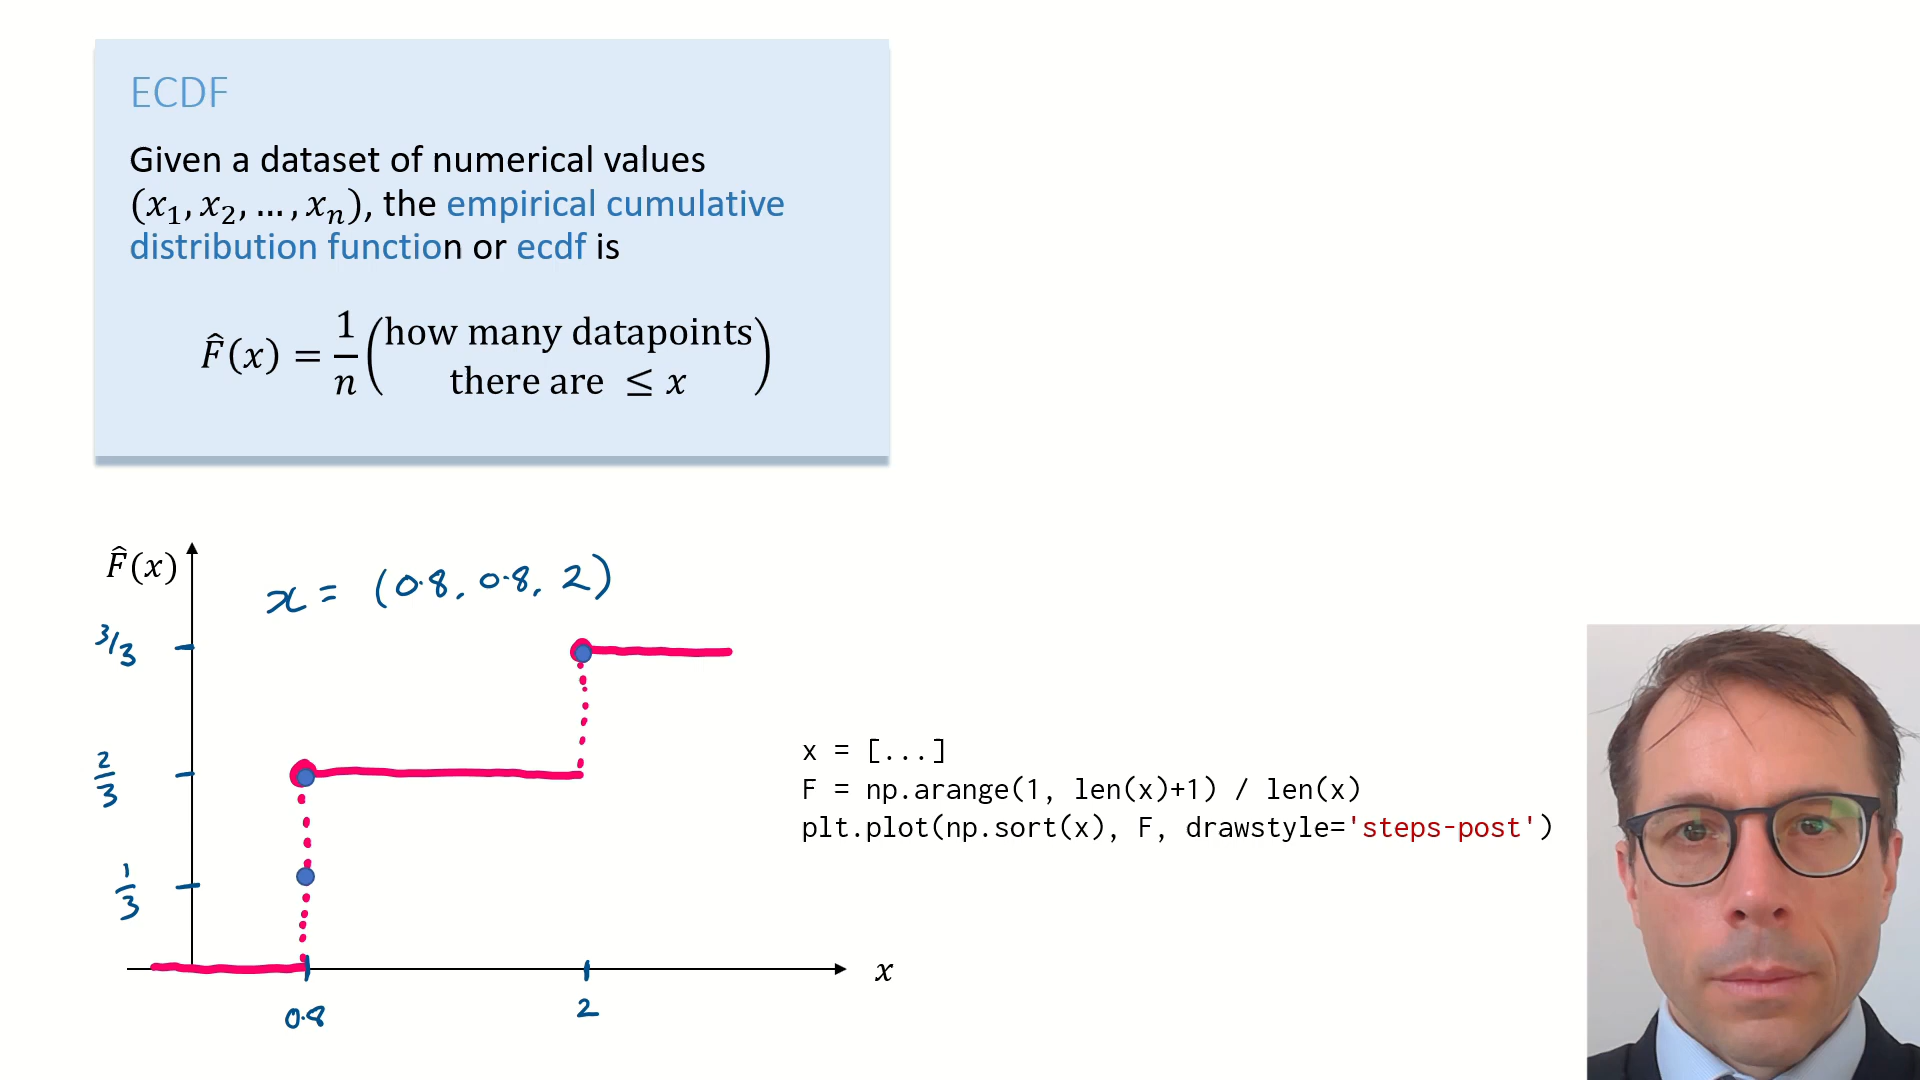 ECDF
Given a dataset of numerical values
(x₁, x₂, … , xₙ), the empirical cumulative
distribution function or ecdf is
F̂(x) = 1/n (how many datapoints
there are ≤ x)
F̂(x)
x = (0.8, 0.8, 2)
3/3
2/3
1/3
x = [...]
F = np.arange(1, len(x)+1) / len(x)
plt.plot(np.sort(x), F, drawstyle='steps-post')
x
0.8
2